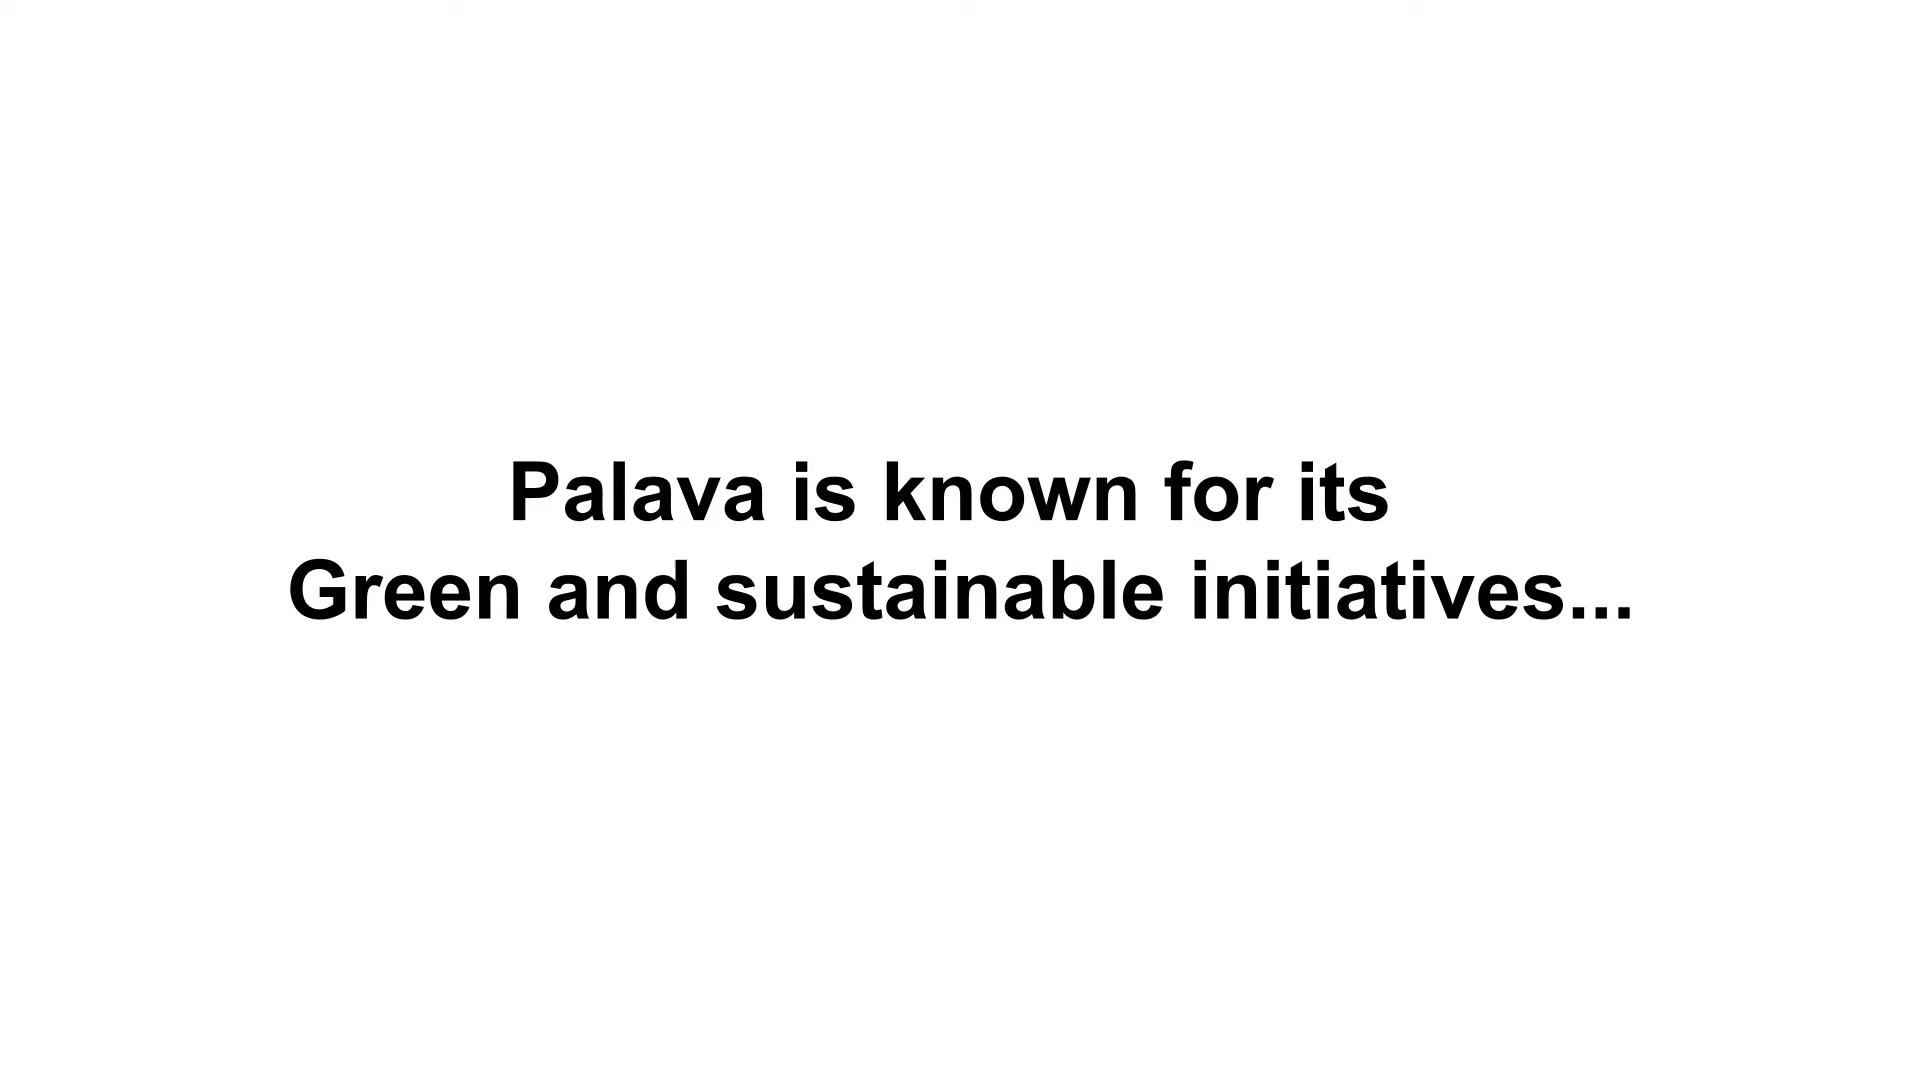 Palava is known for its
Green and sustainable initiatives...